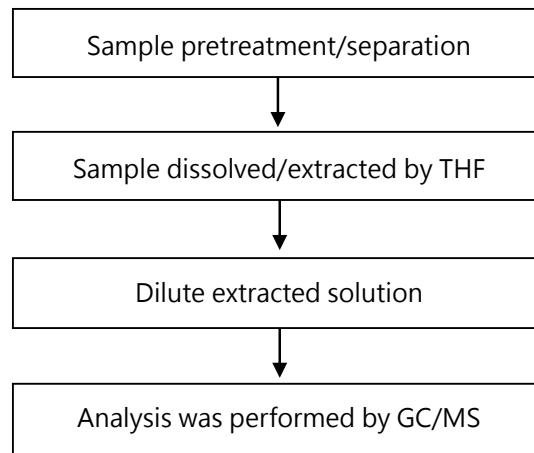 Sample pretreatment/separation
Sample dissolved/extracted by THF
Dilute extracted solution
Analysis was performed by GC/MS